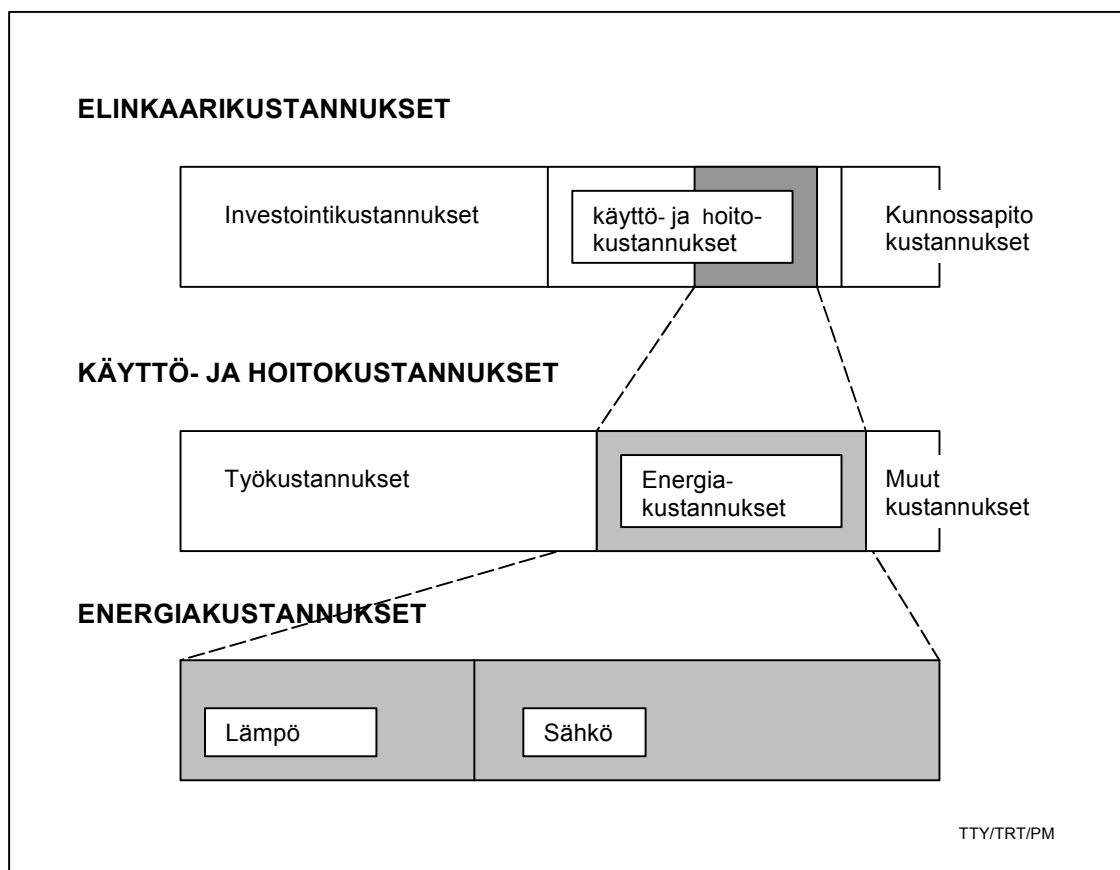 ELINKAARIKUSTANNUKSET
Investointikustannukset
käyttö- ja hoito-
kustannukset
Kunnossapito
kustannukset
KÄYTTÖ- JA HOITOKUSTANNUKSET
Työkustannukset
Energia-
kustannukset
Muut
kustannukset
ENERGIAKUSTANNUKSET
Lämpö
Sähkö
TTY/TRT/PM